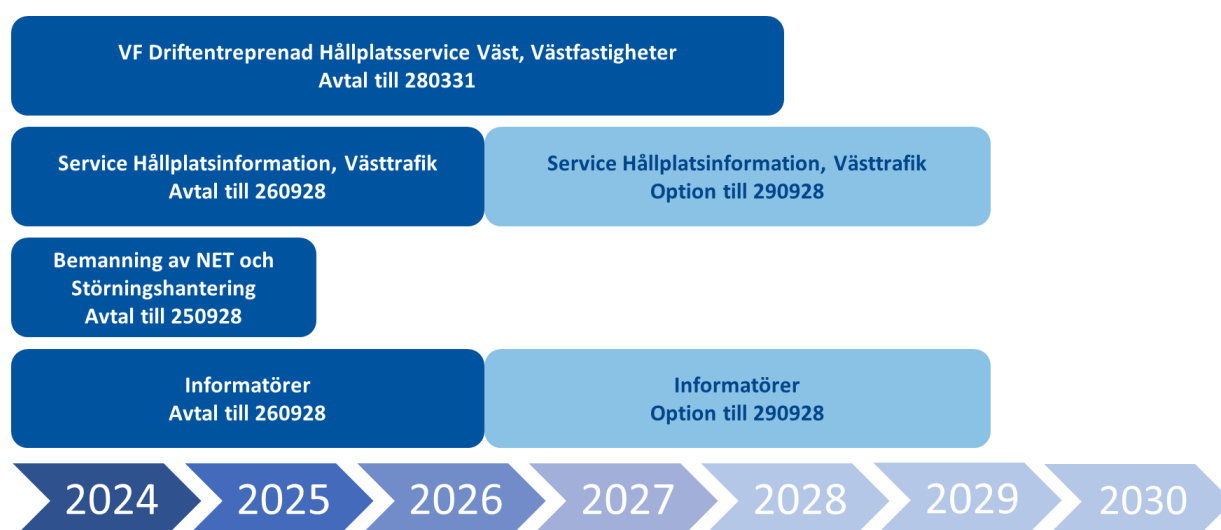 VF Driftentreprenad Hållplatsservice Väst, Västfastigheter
Avtal till 280331
Service Hållplatsinformation, Västtrafik
Avtal till 260928
Service Hållplatsinformation, Västtrafik
Option till 290928
Bemanning av NET och
Störningshantering
Avtal till 250928
Informatörer
Avtal till 260928
Informatörer
Option till 290928
2024 2025 2026 2027 2028 2029 2030